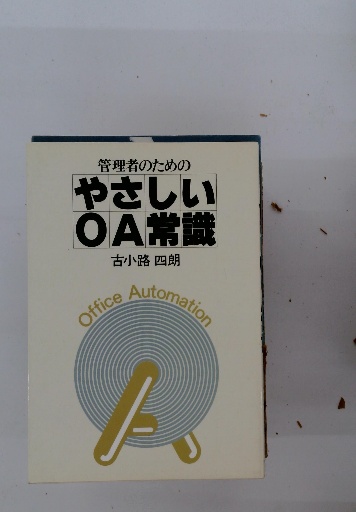 管理者のための
やさしい
OA常識
古小路 四朗
Office Automation